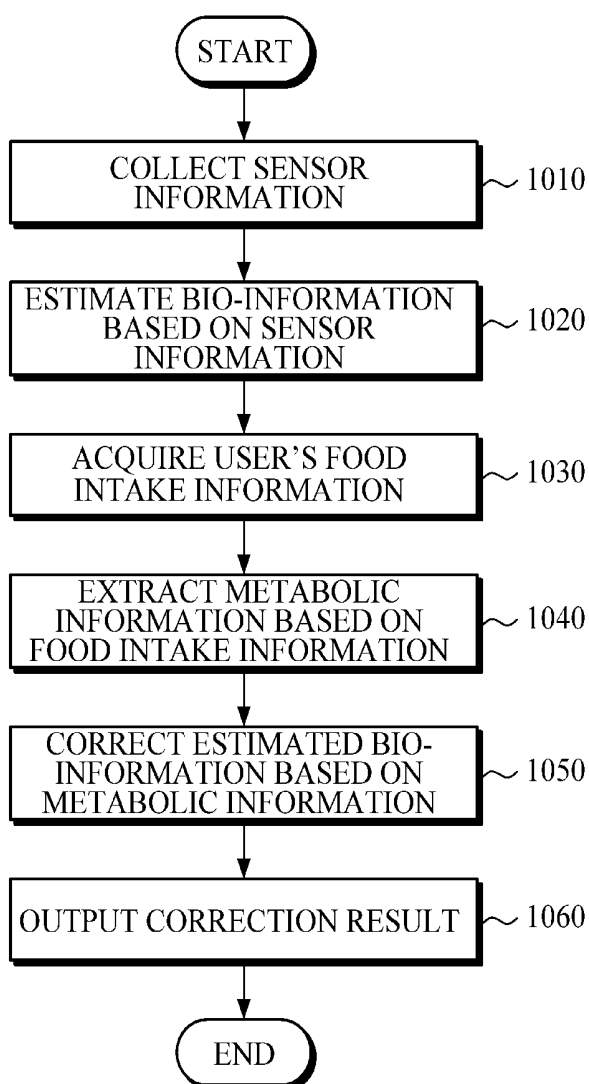 START
COLLECT SENSOR
INFORMATION
1010
ESTIMATE BIO-INFORMATION
BASED ON SENSOR
INFORMATION
1020
ACQUIRE USER'S FOOD
INTAKE INFORMATION
1030
EXTRACT METABOLIC
INFORMATION BASED ON
FOOD INTAKE INFORMATION
1040
CORRECT ESTIMATED BIO-
INFORMATION BASED ON
METABOLIC INFORMATION
1050
OUTPUT CORRECTION RESULT
1060
END